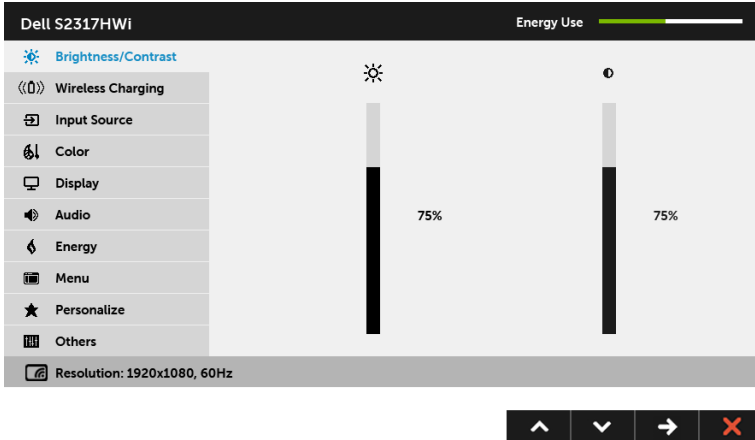 Dell S2317HWi
Energy Use
Brightness/Contrast
Wireless Charging
Input Source
Color
Display
Audio
75%
75%
Energy
Menu
Personalize
Others
Resolution: 1920x1080, 60Hz